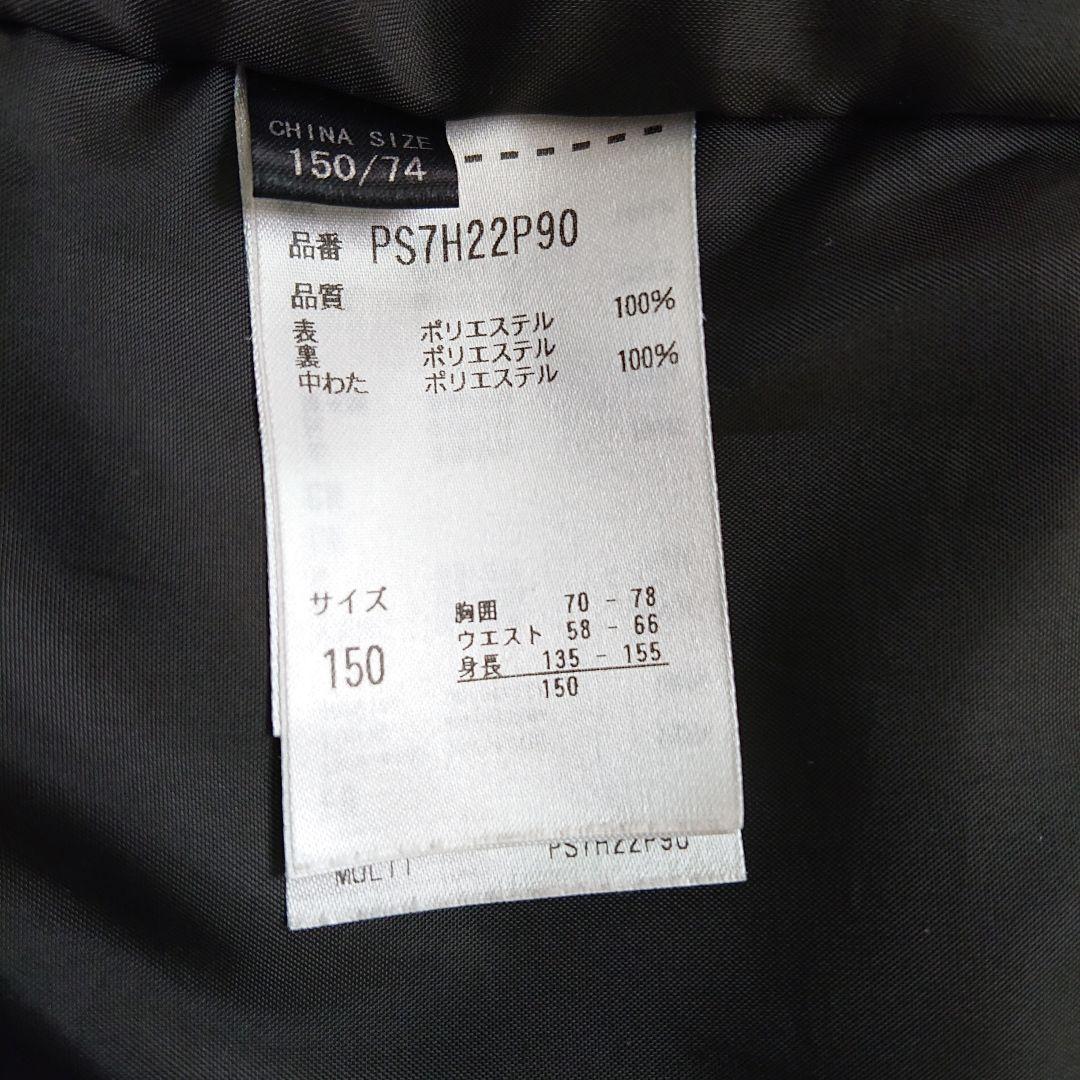 CHINA SIZE
150/74
品番 PS7H22P90
品質
表 ポリエステル 100%
裏 ポリエステル
中わた ポリエステル 100%
サイズ
150
胸囲 70 - 78
ウエスト 58 - 66
身長 135 - 155
150
MULTI PS7H22P90